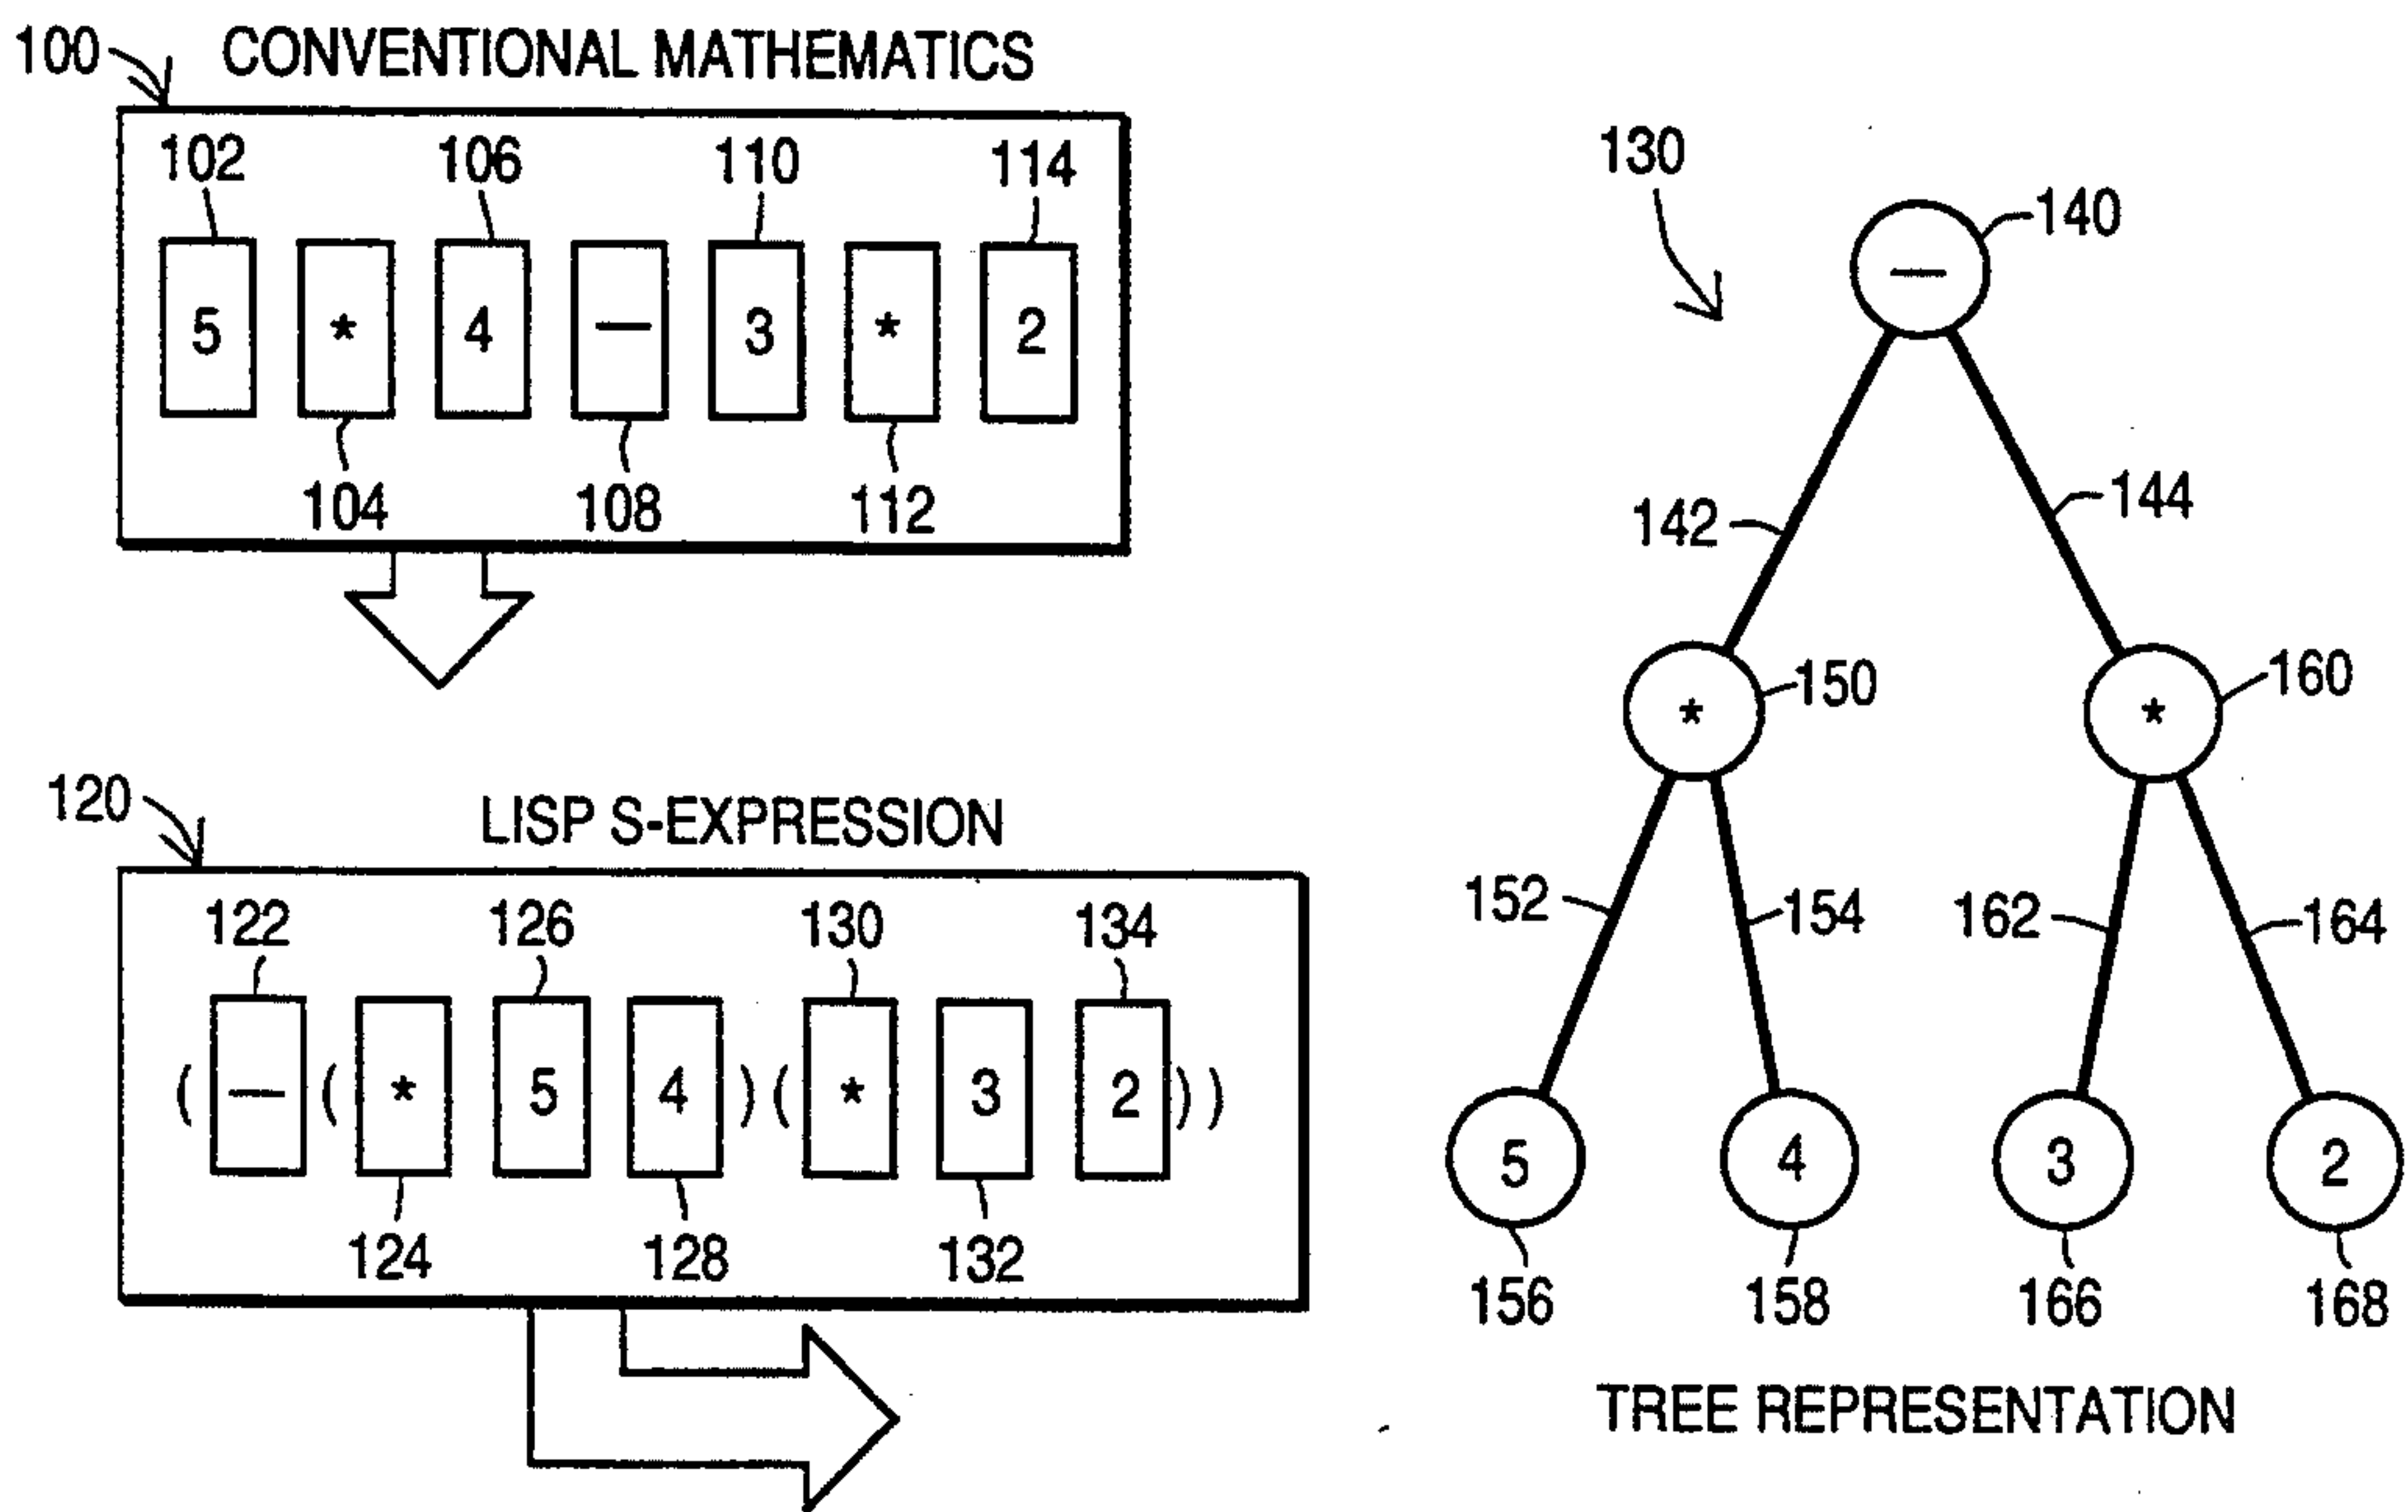 100 CONVENTIONAL MATHEMATICS
102 106 110 114
5 * 4 — 3 * 2
104 108 112
120 LISP S-EXPRESSION
122 126 130 134
( — ( * 5 4 ) ( * 3 2 ) )
124 128 132
130
— 140
142 144
* 150 * 160
152 154 162 164
5 4 3 2
156 158 166 168
TREE REPRESENTATION